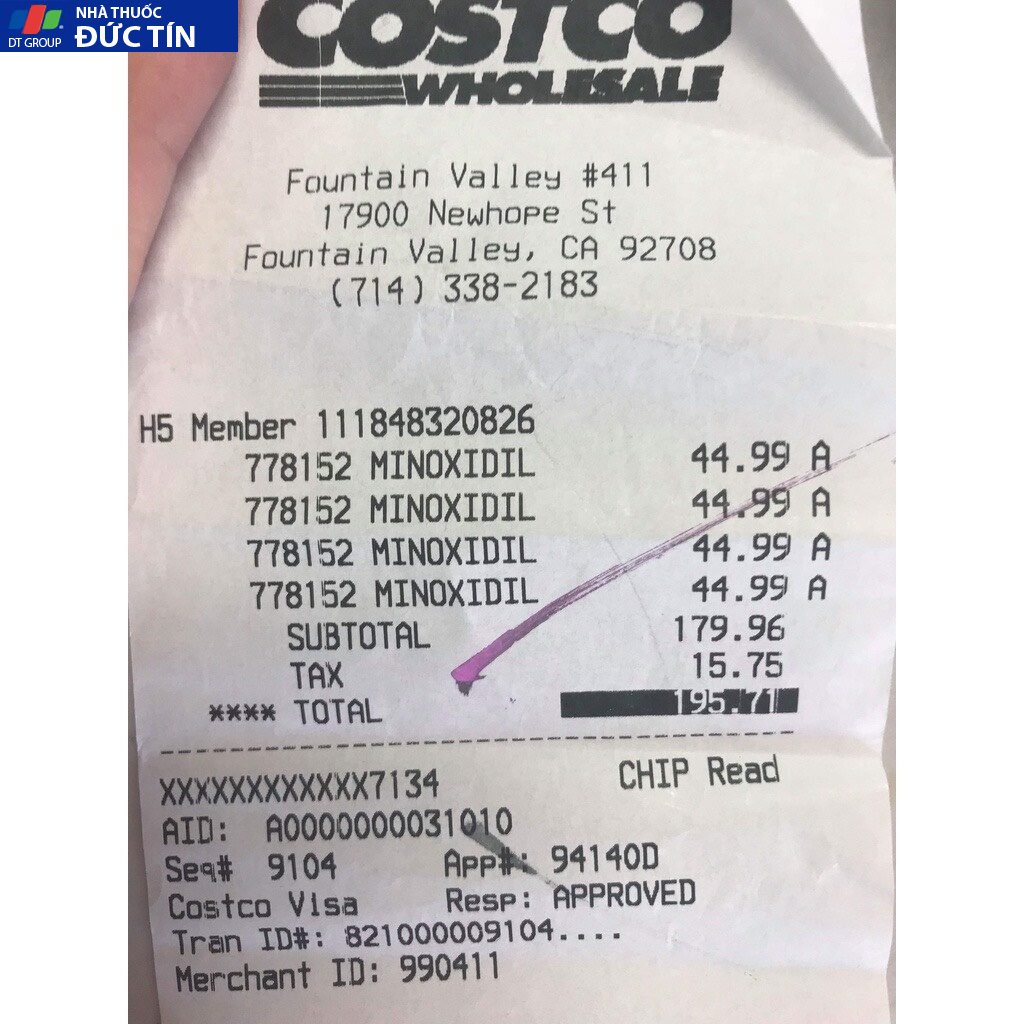 NHÀ THUỐC
DT GROUP ĐỨC TÍN
COSTCO
WHOLESALE
Fountain Valley #411
17900 Newhope St
Fountain Valley, CA 92708
(714) 338-2183
H5 Member 111848320826
778152 MINOXIDIL 44.99 A
778152 MINOXIDIL 44.99 A
778152 MINOXIDIL 44.99 A
778152 MINOXIDIL 44.99 A
SUBTOTAL 179.96
TAX 15.75
**** TOTAL 195.71
XXXXXXXXXXXX7134 CHIP Read
AID: A0000000031010
Seq# 9104 App#: 94140D
Costco Visa Resp: APPROVED
Tran ID#: 821000009104....
Merchant ID: 990411